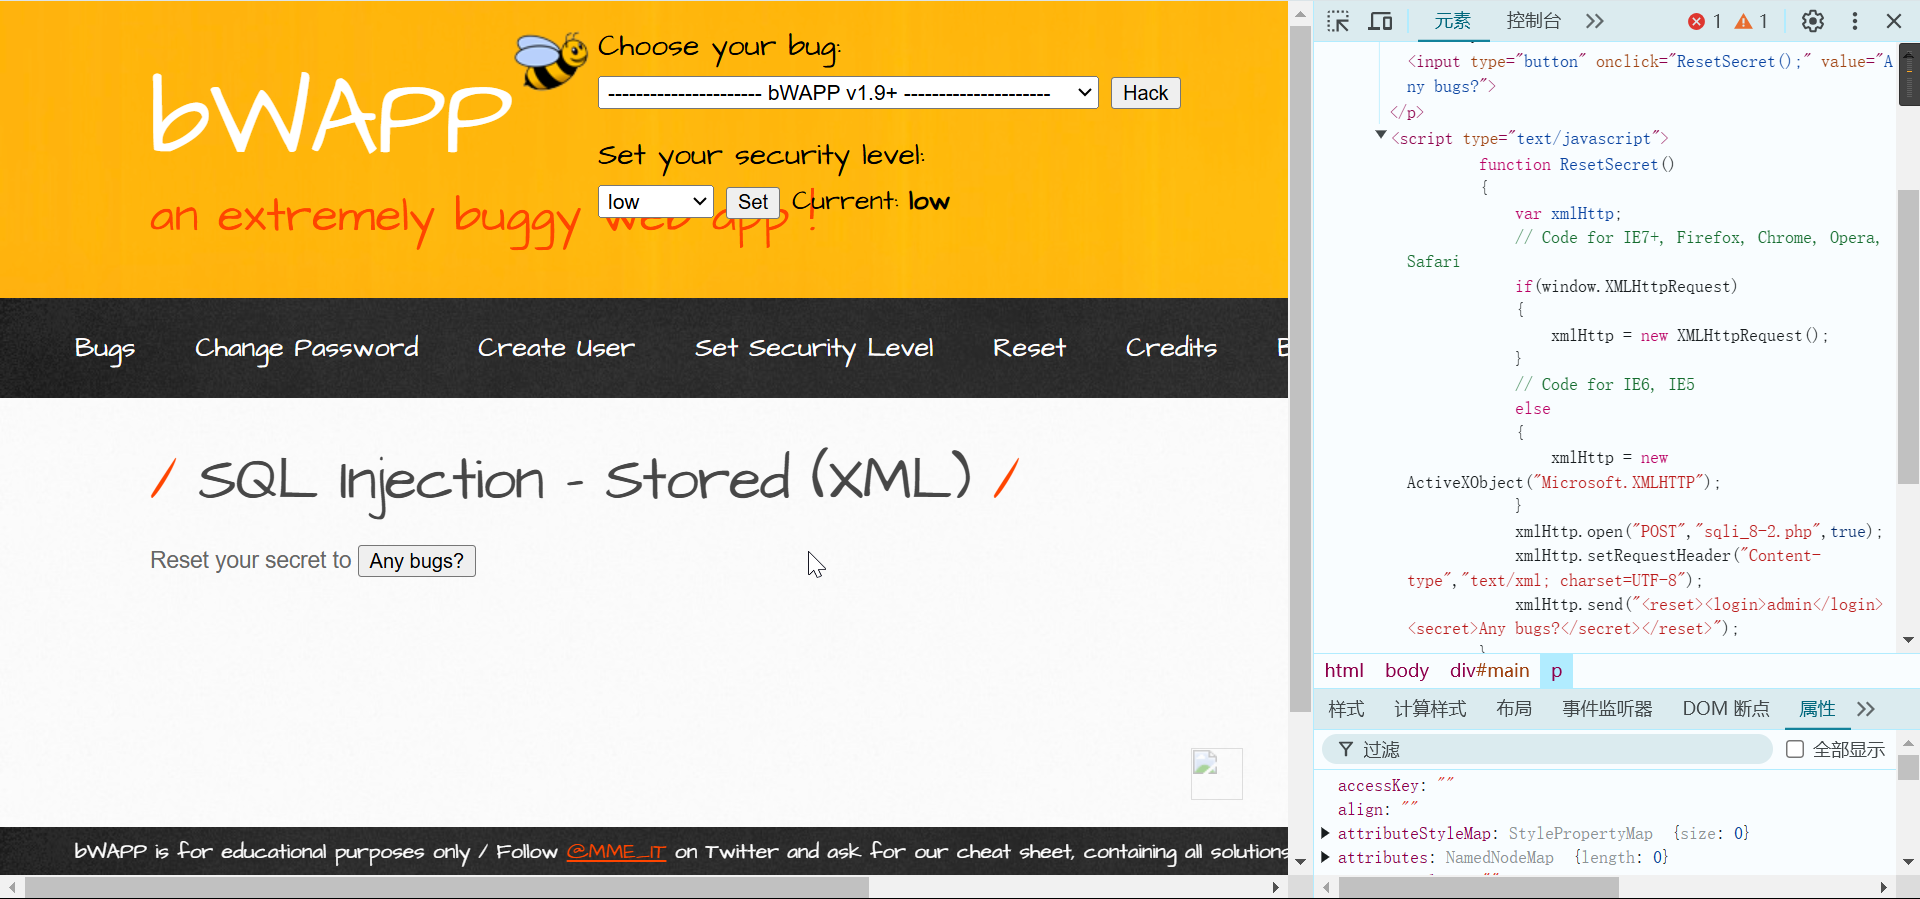 Choose your bug:
---------------------- bWAPP v1.9+ ---------------------
Hack
bWAPP
Set your security level:
low
Set
Current: low
an extremely buggy web app !
Bugs
Change Password
Create User
Set Security Level
Reset
Credits
/ SQL Injection - Stored (XML) /
Reset your secret to
Any bugs?
bWAPP is for educational purposes only / Follow @MME_IT on Twitter and ask for our cheat sheet, containing all solutions
元素
控制台
1
1
<input type="button" onclick="ResetSecret();" value="A
ny bugs?">
</p>
<script type="text/javascript">
function ResetSecret()
{
var xmlHttp;
// Code for IE7+, Firefox, Chrome, Opera,
Safari
if(window.XMLHttpRequest)
{
xmlHttp = new XMLHttpRequest();
}
// Code for IE6, IE5
else
{
xmlHttp = new
ActiveXObject("Microsoft.XMLHTTP");
}
xmlHttp.open("POST","sqli_8-2.php",true);
xmlHttp.setRequestHeader("Content-
type","text/xml; charset=UTF-8");
xmlHttp.send("<reset><login>admin</login>
<secret>Any bugs?</secret></reset>");
}
html
body
div#main
p
样式
计算样式
布局
事件监听器
DOM 断点
属性
过滤
全部显示
accessKey: ""
align: ""
attributeStyleMap: StylePropertyMap {size: 0}
attributes: NamedNodeMap {length: 0}